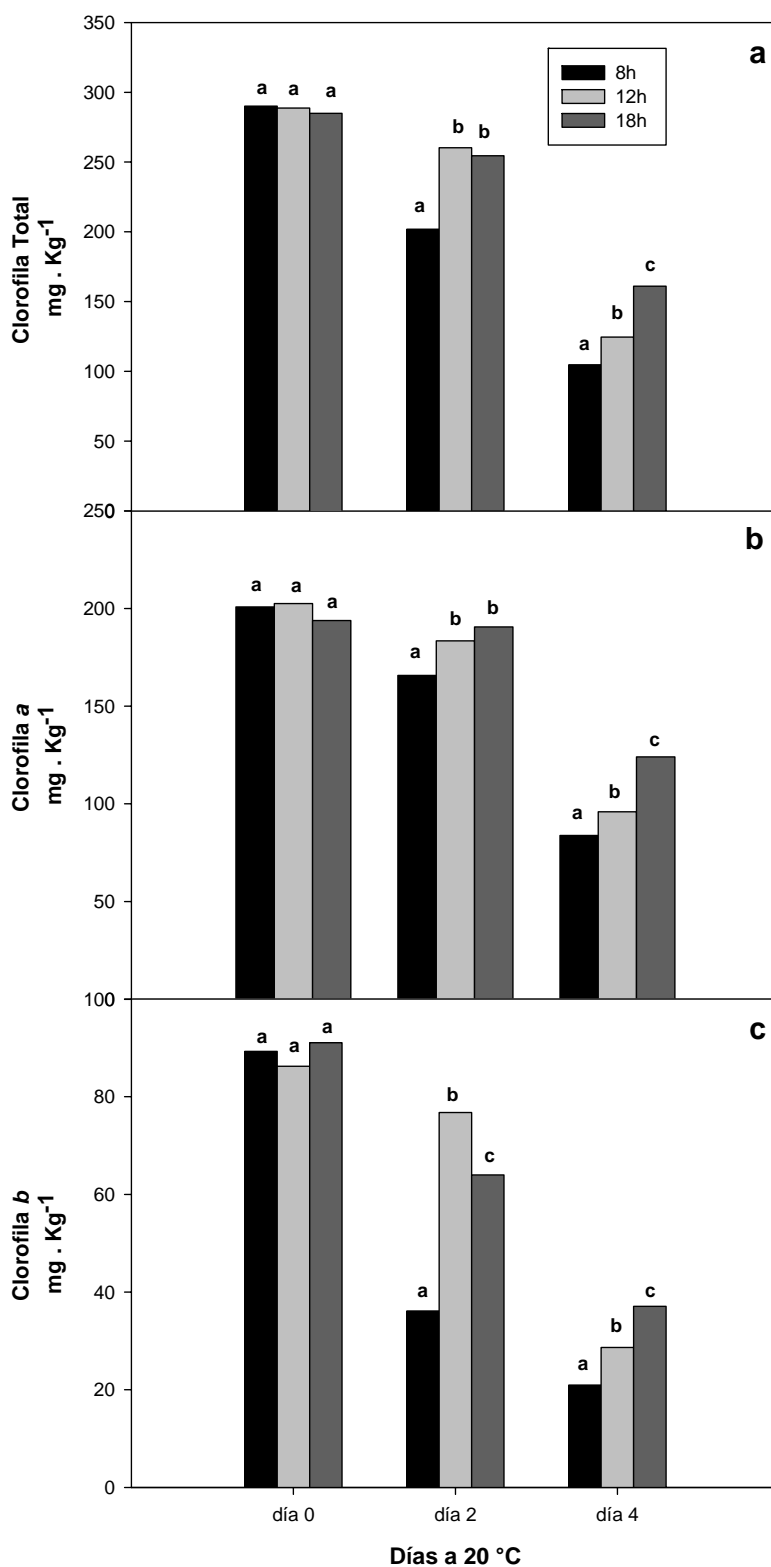 350
300
250
200
150
100
50
0
Clorofila Total
mg . Kg-1
a
8h
12h
18h
a a a
a b b
a b c
250
200
150
100
50
0
Clorofila a
mg . Kg-1
b
a a a
a b b
a b c
100
80
60
40
20
0
Clorofila b
mg . Kg-1
c
a a a
a b c
a b c
día 0 día 2 día 4
Días a 20 °C